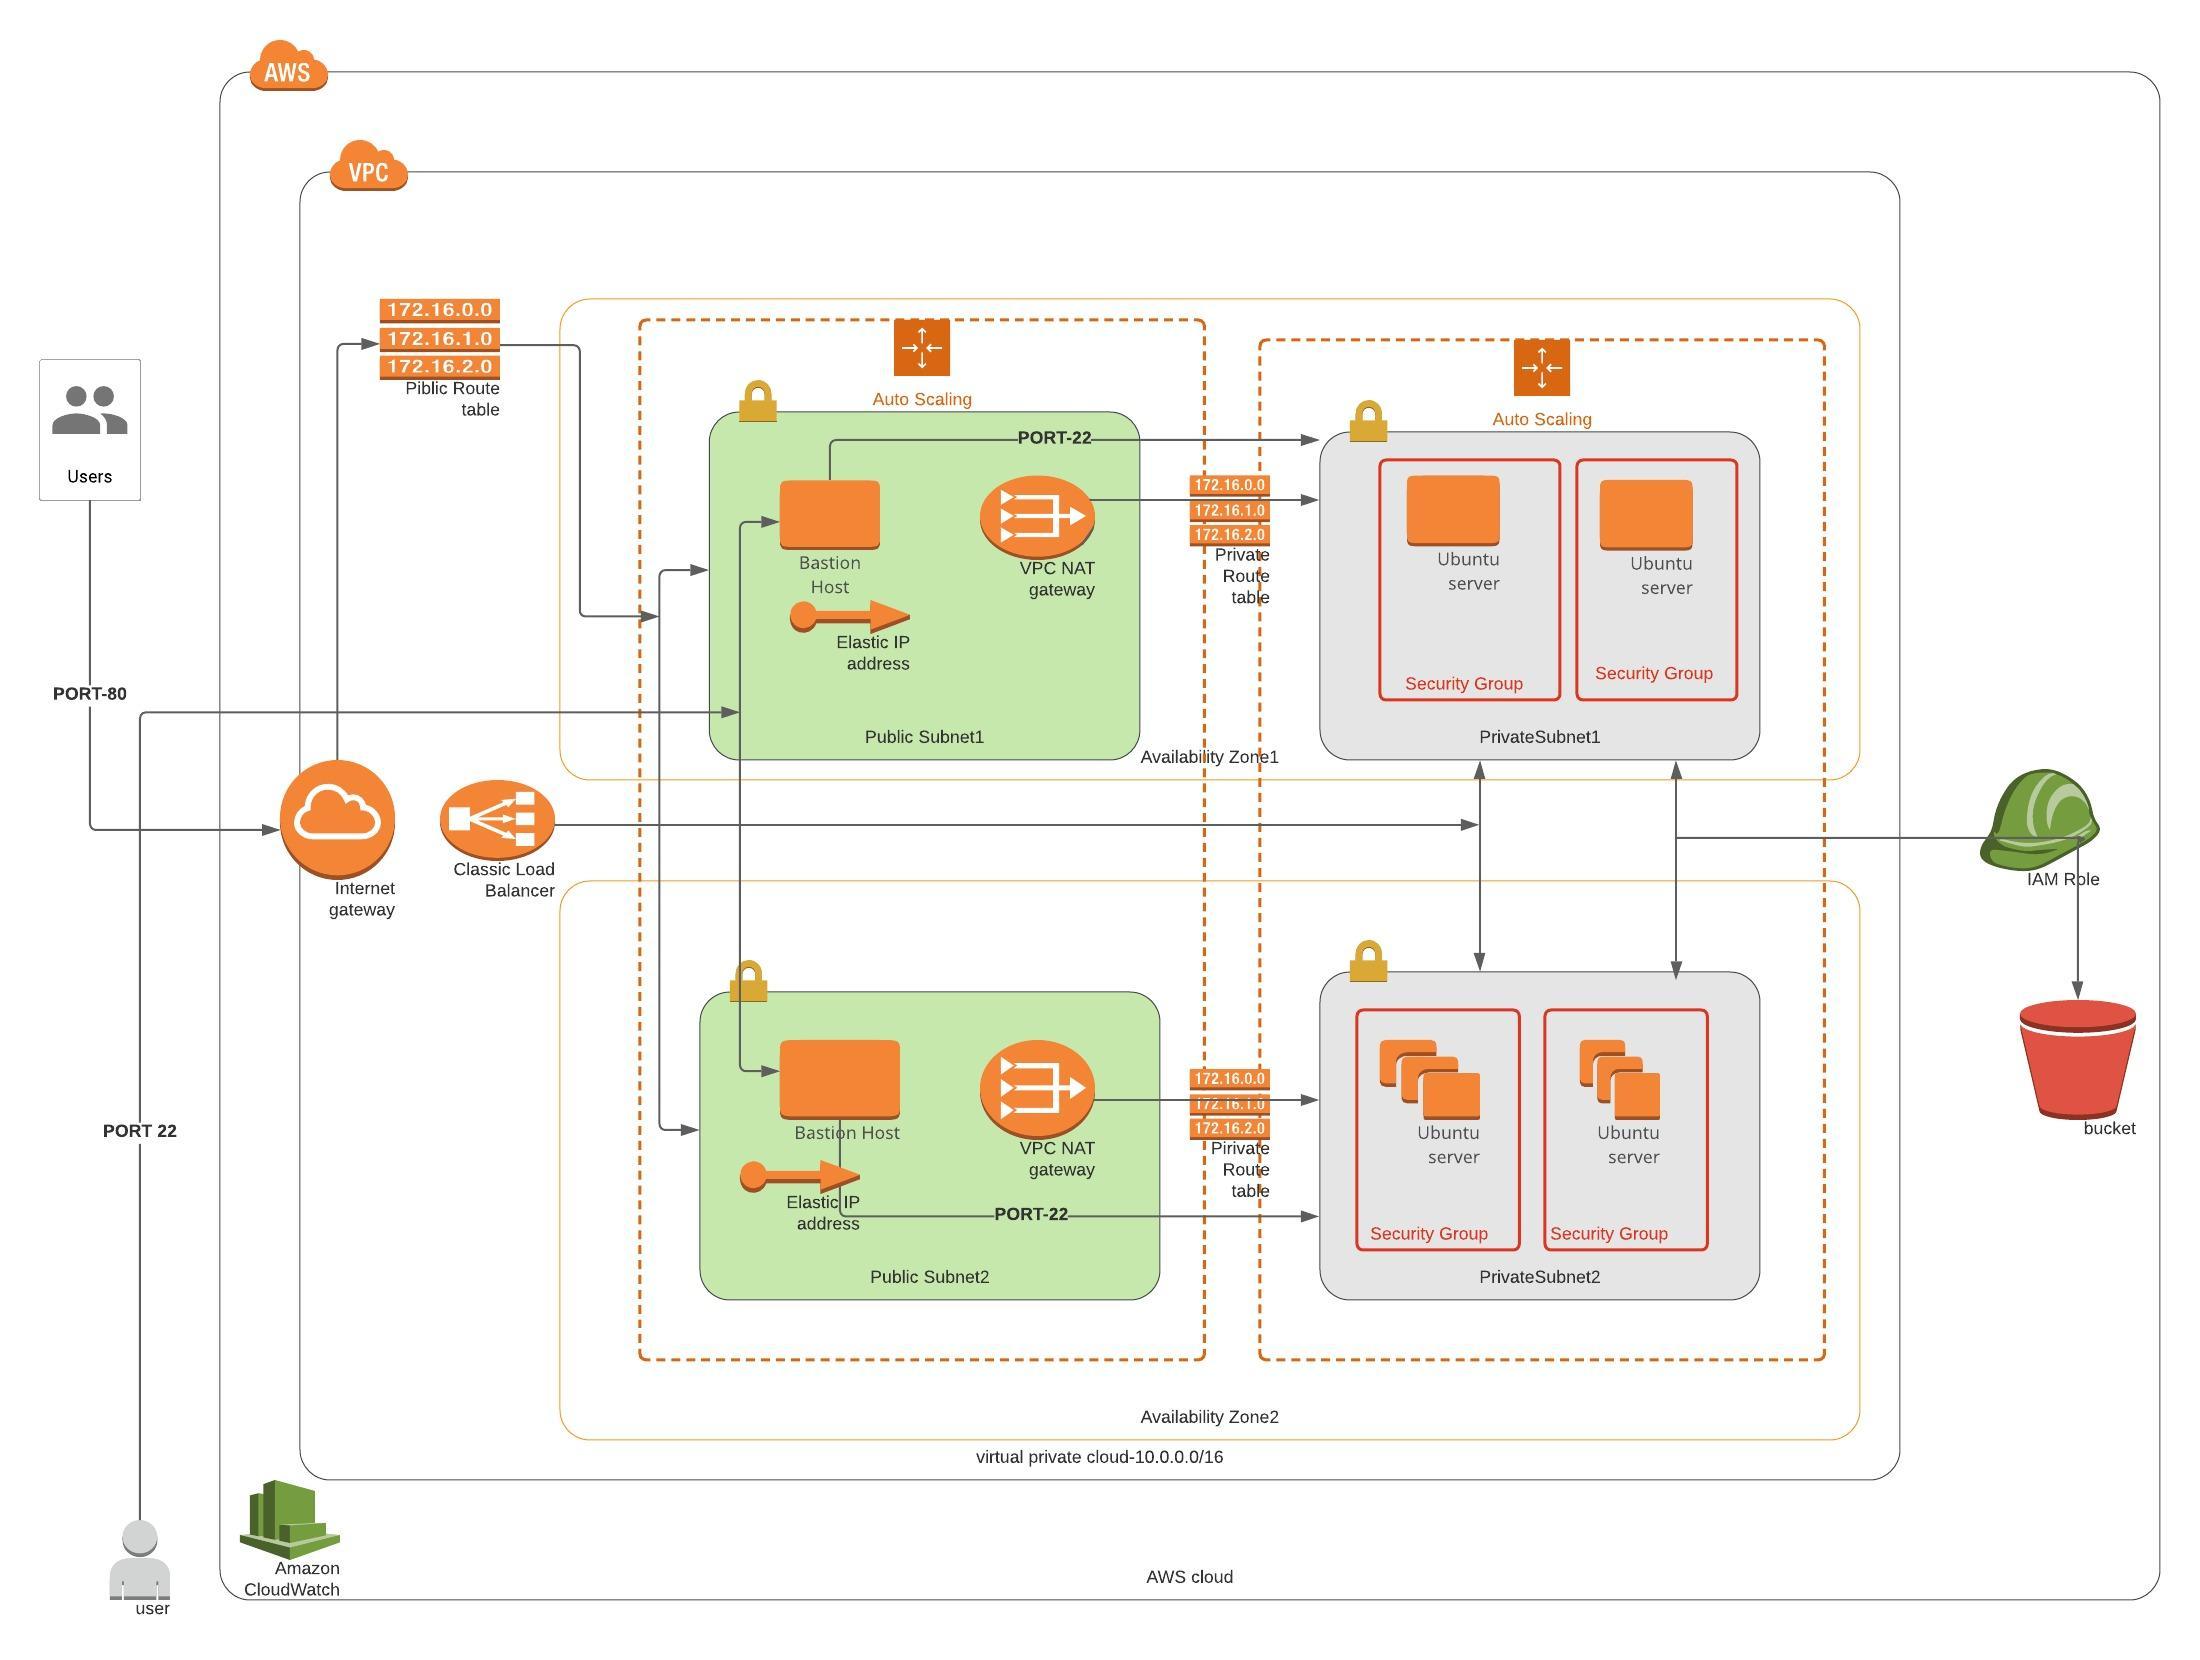 AWS
VPC
172.16.0.0
172.16.1.0
172.16.2.0
Piblic Route
table
Users
Auto Scaling
Auto Scaling
PORT-22
Bastion
Host
VPC NAT
gateway
Elastic IP
address
Public Subnet1
172.16.0.0
172.16.1.0
172.16.2.0
Private
Route
table
Ubuntu
server
Security Group
Ubuntu
server
Security Group
PrivateSubnet1
Availability Zone1
PORT-80
Internet
gateway
Classic Load
Balancer
IAM Role
bucket
PORT 22
Bastion Host
VPC NAT
gateway
Elastic IP
address
PORT-22
Public Subnet2
172.16.0.0
172.16.1.0
172.16.2.0
Pirivate
Route
table
Ubuntu
server
Security Group
Ubuntu
server
Security Group
PrivateSubnet2
Availability Zone2
virtual private cloud-10.0.0.0/16
Amazon
CloudWatch
AWS cloud
user